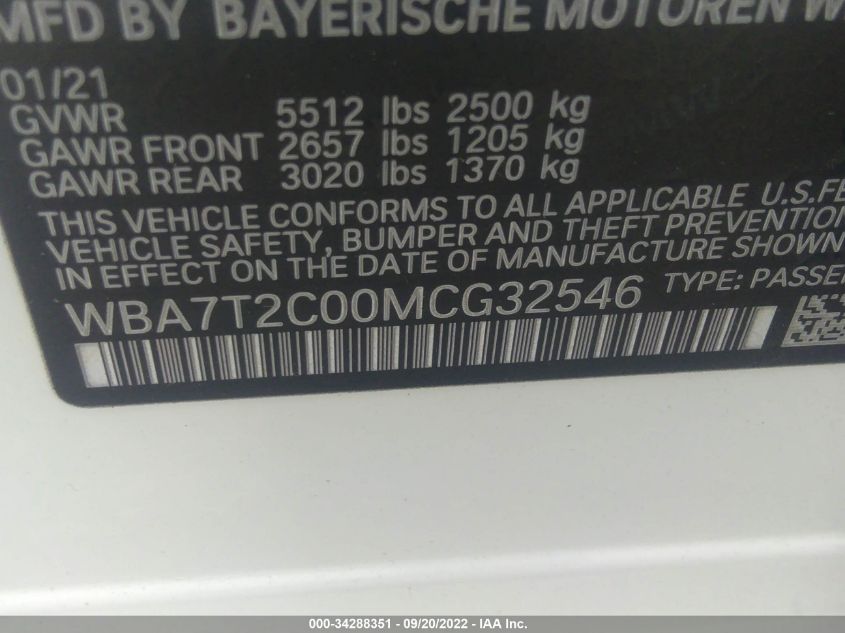 MFD BY BAYERISCHE MOTOREN
01/21
GVWR 5512 lbs 2500 kg
GAWR FRONT 2657 lbs 1205 kg
GAWR REAR 3020 lbs 1370 kg
THIS VEHICLE CONFORMS TO ALL APPLICABLE U.S.FE
VEHICLE SAFETY, BUMPER AND THEFT PREVENTION
IN EFFECT ON THE DATE OF MANUFACTURE SHOWN
WBA7T2C00MCG32546 TYPE: PASSE
000-34288351 - 09/20/2022 - IAA Inc.